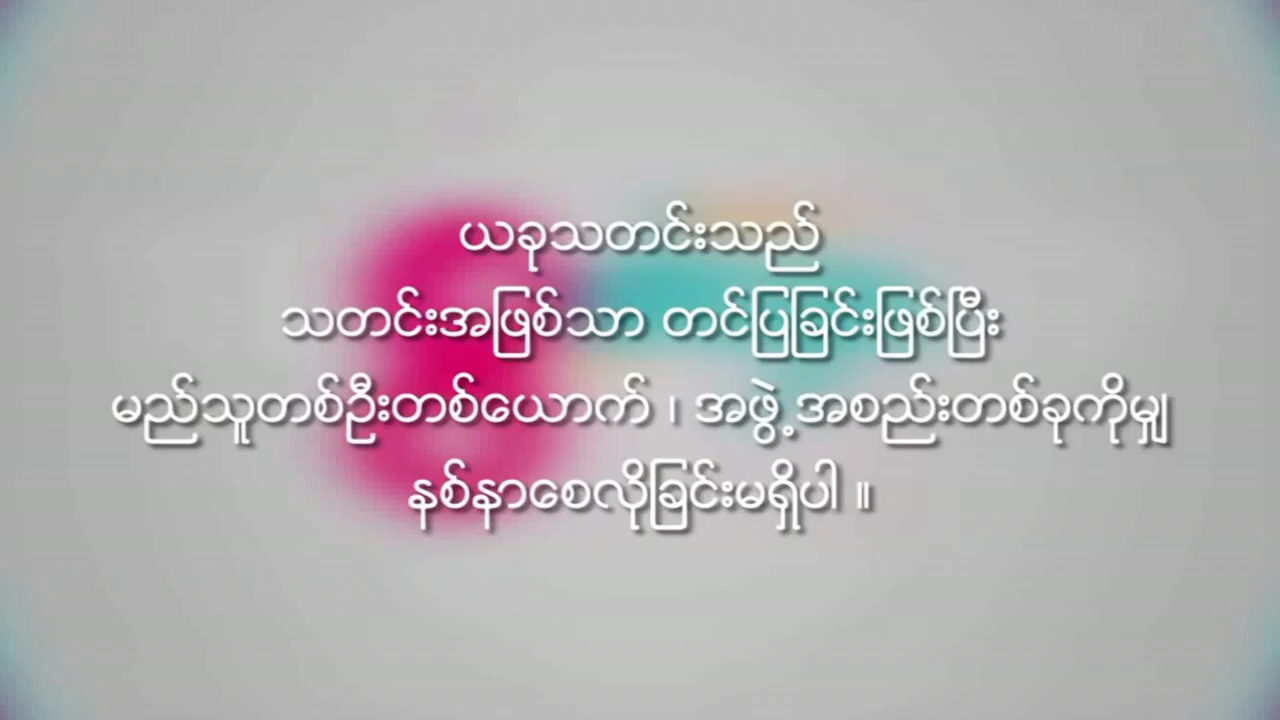 ယခုသတင်းသည်
သတင်းအဖြစ်သာ တင်ပြခြင်းဖြစ်ပြီး
မည်သူတစ်ဦးတစ်ယောက် ၊ အဖွဲ့အစည်းတစ်ခုကိုမျှ
နစ်နာစေလိုခြင်းမရှိပါ ။